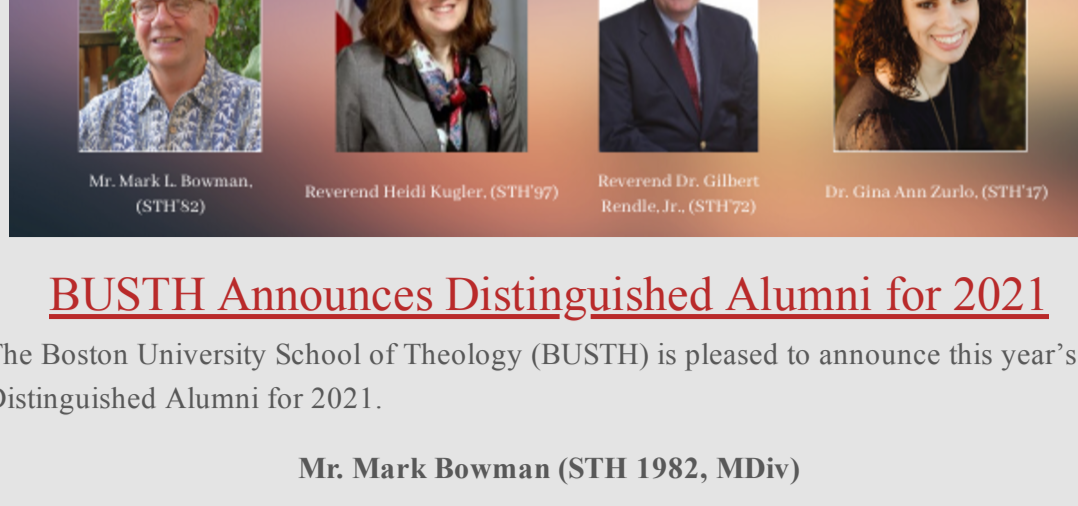 Mr. Mark L. Bowman,
(STH'82)
Reverend Heidi Kugler, (STH'97)
Reverend Dr. Gilbert
Rendle, Jr., (STH'72)
Dr. Gina Ann Zurlo, (STH'17)
BUSTH Announces Distinguished Alumni for 2021
The Boston University School of Theology (BUSTH) is pleased to announce this year’s
Distinguished Alumni for 2021.
Mr. Mark Bowman (STH 1982, MDiv)